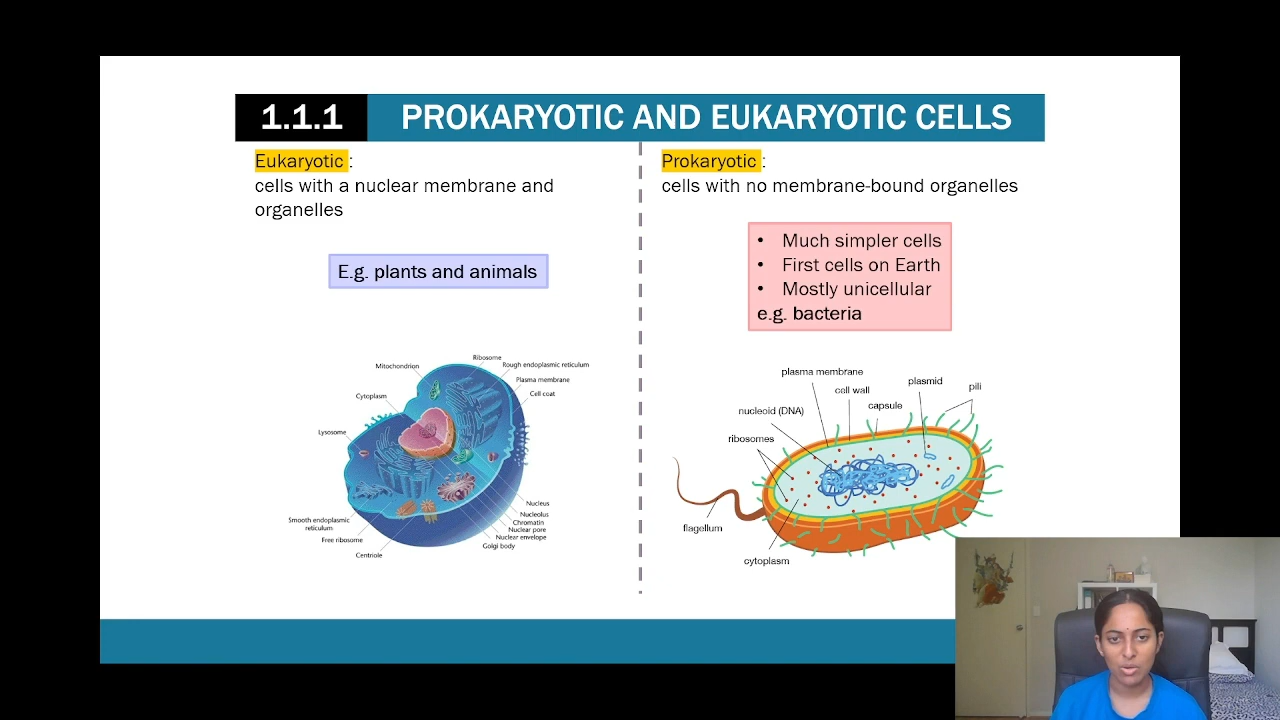 1.1.1 PROKARYOTIC AND EUKARYOTIC CELLS
Eukaryotic :
cells with a nuclear membrane and
organelles
E.g. plants and animals
Ribosome
Mitochondrion
Rough endoplasmic reticulum
Plasma membrane
Cytoplasm
Cell coat
Lysosome
Nucleus
Nucleolus
Chromatin
Nuclear pore
Nuclear envelope
Golgi body
Smooth endoplasmic
reticulum
Free ribosome
Centriole
Prokaryotic :
cells with no membrane-bound organelles
• Much simpler cells
• First cells on Earth
• Mostly unicellular
e.g. bacteria
plasma membrane
cell wall
plasmid
pili
capsule
nucleoid (DNA)
ribosomes
flagellum
cytoplasm